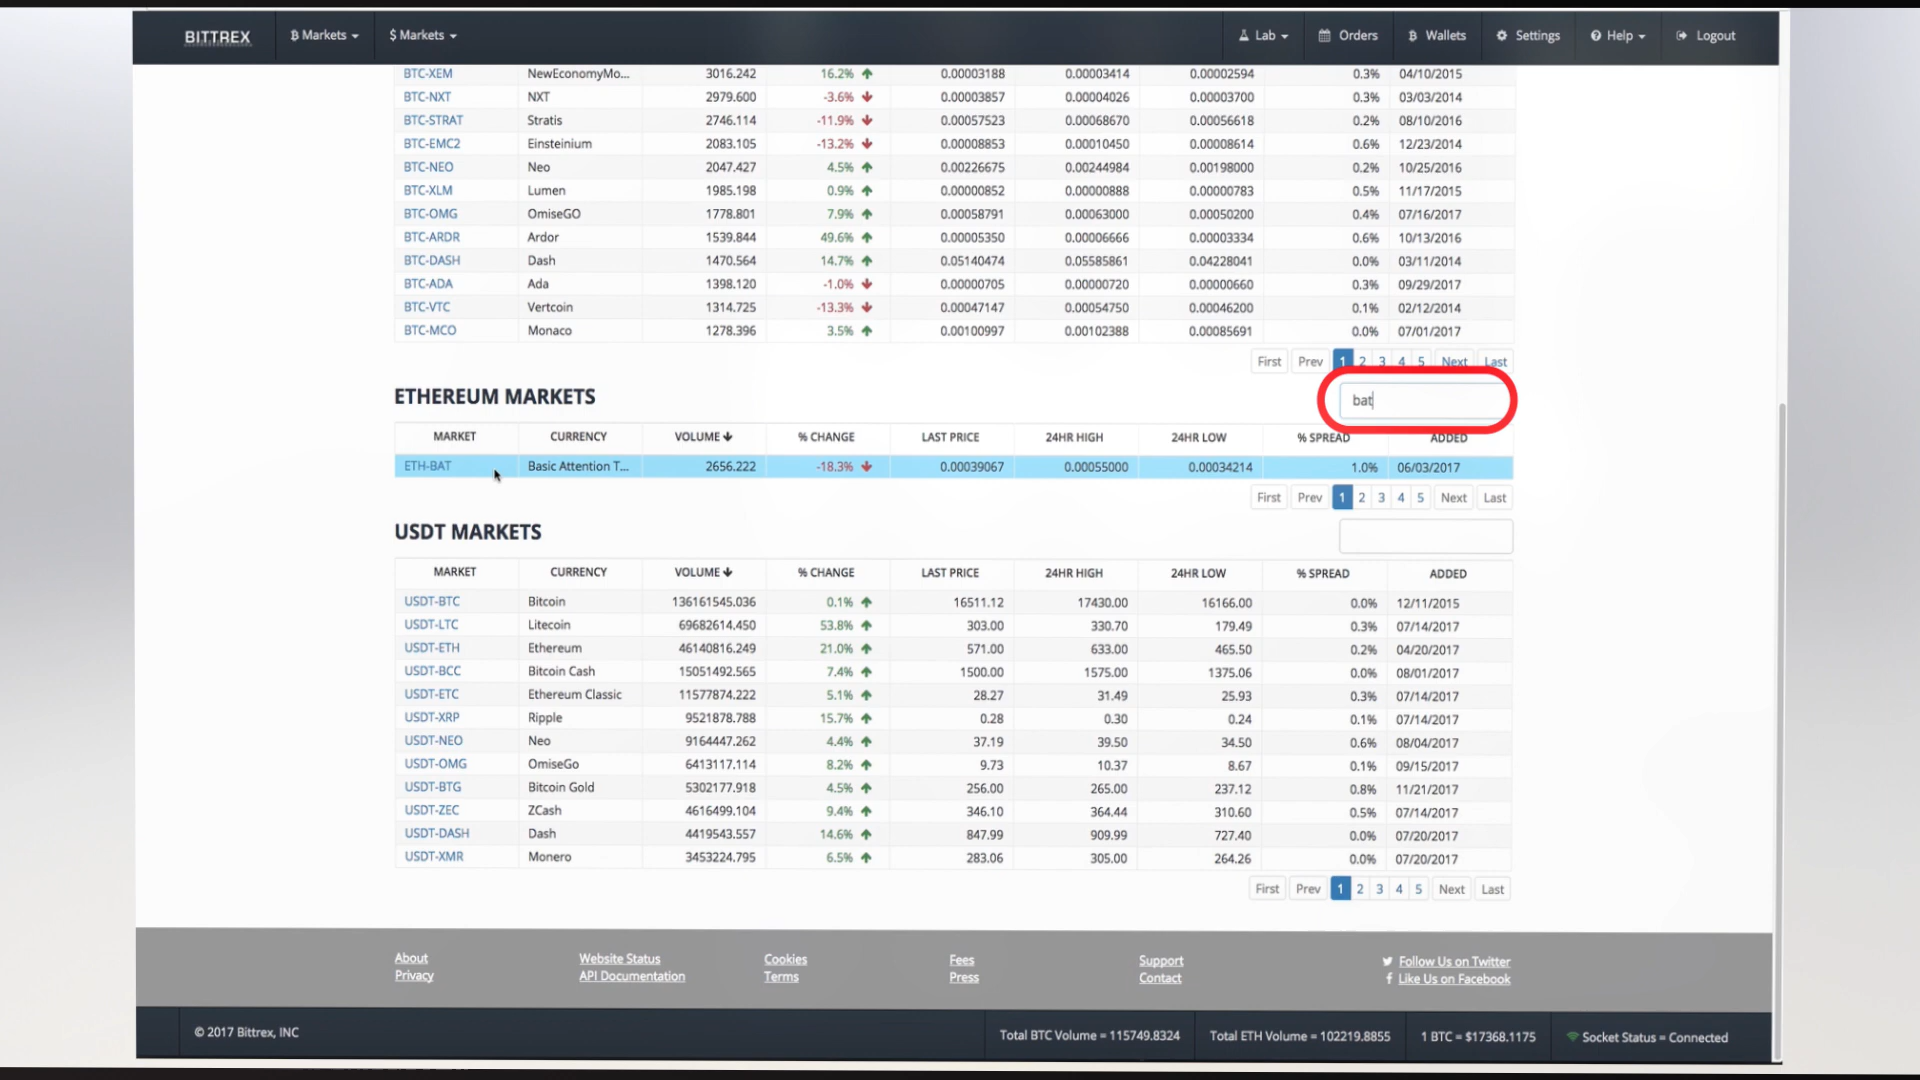 BITTREX Ƀ Markets $ Markets Lab Orders Ƀ Wallets Settings Help Logout
BTC-XEM NewEconomyMo... 3016.242 16.2% 0.00003188 0.00003414 0.00002594 0.3% 04/10/2015
BTC-NXT NXT 2979.600 -3.6% 0.00003857 0.00004026 0.00003700 0.3% 03/03/2014
BTC-STRAT Stratis 2746.114 -11.9% 0.00057523 0.00068670 0.00056618 0.2% 08/10/2016
BTC-EMC2 Einsteinium 2083.105 -13.2% 0.00008853 0.00010450 0.00008614 0.6% 12/23/2014
BTC-NEO Neo 2047.427 4.5% 0.00226675 0.00244984 0.00198000 0.2% 10/25/2016
BTC-XLM Lumen 1985.198 0.9% 0.00000852 0.00000888 0.00000783 0.5% 11/17/2015
BTC-OMG OmiseGO 1778.801 7.9% 0.00058791 0.00063000 0.00050200 0.4% 07/16/2017
BTC-ARDR Ardor 1539.844 49.6% 0.00005350 0.00006666 0.00003334 0.6% 10/13/2016
BTC-DASH Dash 1470.564 14.7% 0.05140474 0.05585861 0.04228041 0.0% 03/11/2014
BTC-ADA Ada 1398.120 -1.0% 0.00000705 0.00000720 0.00000660 0.3% 09/29/2017
BTC-VTC Vertcoin 1314.725 -13.3% 0.00047147 0.00054750 0.00046200 0.1% 02/12/2014
BTC-MCO Monaco 1278.396 3.5% 0.00100997 0.00102388 0.00085691 0.0% 07/01/2017
First Prev 1 2 3 4 5 Next Last
ETHEREUM MARKETS bat
MARKET CURRENCY VOLUME % CHANGE LAST PRICE 24HR HIGH 24HR LOW % SPREAD ADDED
ETH-BAT Basic Attention T... 2656.222 -18.3% 0.00039067 0.00055000 0.00034214 1.0% 06/03/2017
First Prev 1 2 3 4 5 Next Last
USDT MARKETS
MARKET CURRENCY VOLUME % CHANGE LAST PRICE 24HR HIGH 24HR LOW % SPREAD ADDED
USDT-BTC Bitcoin 136161545.036 0.1% 16511.12 17430.00 16166.00 0.0% 12/11/2015
USDT-LTC Litecoin 69682614.450 53.8% 303.00 330.70 179.49 0.3% 07/14/2017
USDT-ETH Ethereum 46140816.249 21.0% 571.00 633.00 465.50 0.2% 04/20/2017
USDT-BCC Bitcoin Cash 15051492.565 7.4% 1500.00 1575.00 1375.06 0.0% 08/01/2017
USDT-ETC Ethereum Classic 11577874.222 5.1% 28.27 31.49 25.93 0.3% 07/14/2017
USDT-XRP Ripple 9521878.788 15.7% 0.28 0.30 0.24 0.1% 07/14/2017
USDT-NEO Neo 9164447.262 4.4% 37.19 39.50 34.50 0.6% 08/04/2017
USDT-OMG OmiseGo 6413117.114 8.2% 9.73 10.37 8.67 0.1% 09/15/2017
USDT-BTG Bitcoin Gold 5302177.918 4.5% 256.00 265.00 237.12 0.8% 11/21/2017
USDT-ZEC ZCash 4616499.104 9.4% 346.10 364.44 310.60 0.5% 07/14/2017
USDT-DASH Dash 4419543.557 14.6% 847.99 909.99 727.40 0.0% 07/20/2017
USDT-XMR Monero 3453224.795 6.5% 283.06 305.00 264.26 0.0% 07/20/2017
First Prev 1 2 3 4 5 Next Last
About Website Status Cookies Fees Support Follow Us on Twitter
Privacy API Documentation Terms Press Contact Like Us on Facebook
© 2017 Bittrex, INC Total BTC Volume = 115749.8324 Total ETH Volume = 102219.8855 1 BTC = $17368.1175 Socket Status = Connected